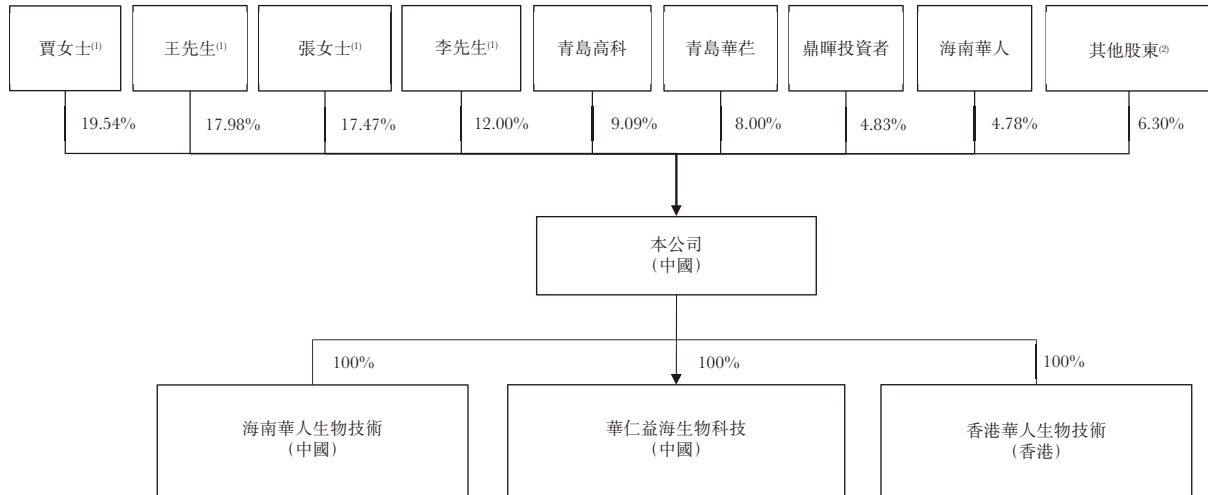 賈女士(1)
王先生(1)
張女士(1)
李先生(1)
青島高科
青島華芢
鼎暉投資者
海南華人
其他股東(2)
19.54%
17.98%
17.47%
12.00%
9.09%
8.00%
4.83%
4.78%
6.30%
本公司
（中國）
100%
100%
100%
海南華人生物技術
（中國）
華仁益海生物科技
（中國）
香港華人生物技術
（香港）